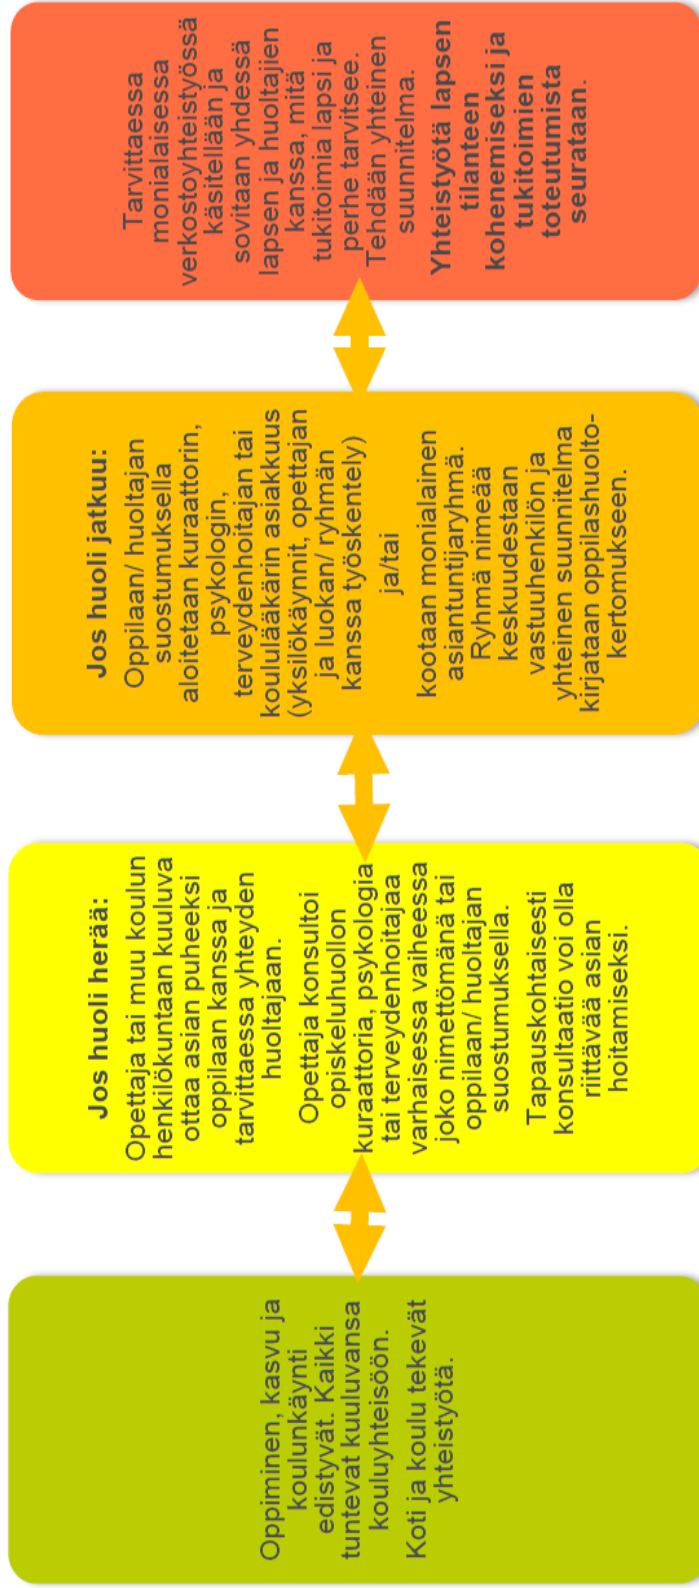 Oppiminen, kasvu ja
koulunkäynti
edistyvät. Kaikki
tuntevat kuuluvansa
kouluyhteisöön.
Koti ja koulu tekevät
yhteistyötä.
Jos huoli herää:
Opettaja tai muu koulun
henkilökuntaan kuuluva
ottaa asian puheeksi
oppilaan kanssa ja
tarvittaessa yhteyden
huoltajaan.
Opettaja konsultoi
opiskeluhuollon
kuraattoria, psykologia
tai terveydenhoitajaa
varhaisessa vaiheessa
joko nimettömänä tai
oppilaan/ huoltajan
suostumuksella.
Tapauskohtaisesti
konsultaatio voi olla
riittävää asian
hoitamiseksi.
Jos huoli jatkuu:
Oppilaan/ huoltajan
suostumuksella
aloitetaan kuraattorin,
psykologin,
terveydenhoitajan tai
koululääkärin asiakkuus
(yksilökäynnit, opettajan
ja luokan/ ryhmän
kanssa työskentely)
ja/tai
kootaan monialainen
asiantuntijaryhmä.
Ryhmä nimeää
keskuudestaan
vastuuhenkilön ja
yhteinen suunnitelma
kirjataan oppilashuolto-
kertomukseen.
Tarvittaessa
monialaisessa
verkostoyhteistyössä
käsitellään ja
sovitaan yhdessä
lapsen ja huoltajien
kanssa, mitä
tukitoimia lapsi ja
perhe tarvitsee.
Tehdään yhteinen
suunnitelma.
Yhteistyötä lapsen
tilanteen
kohenemiseksi ja
tukitoimien
toteutumista
seurataan.